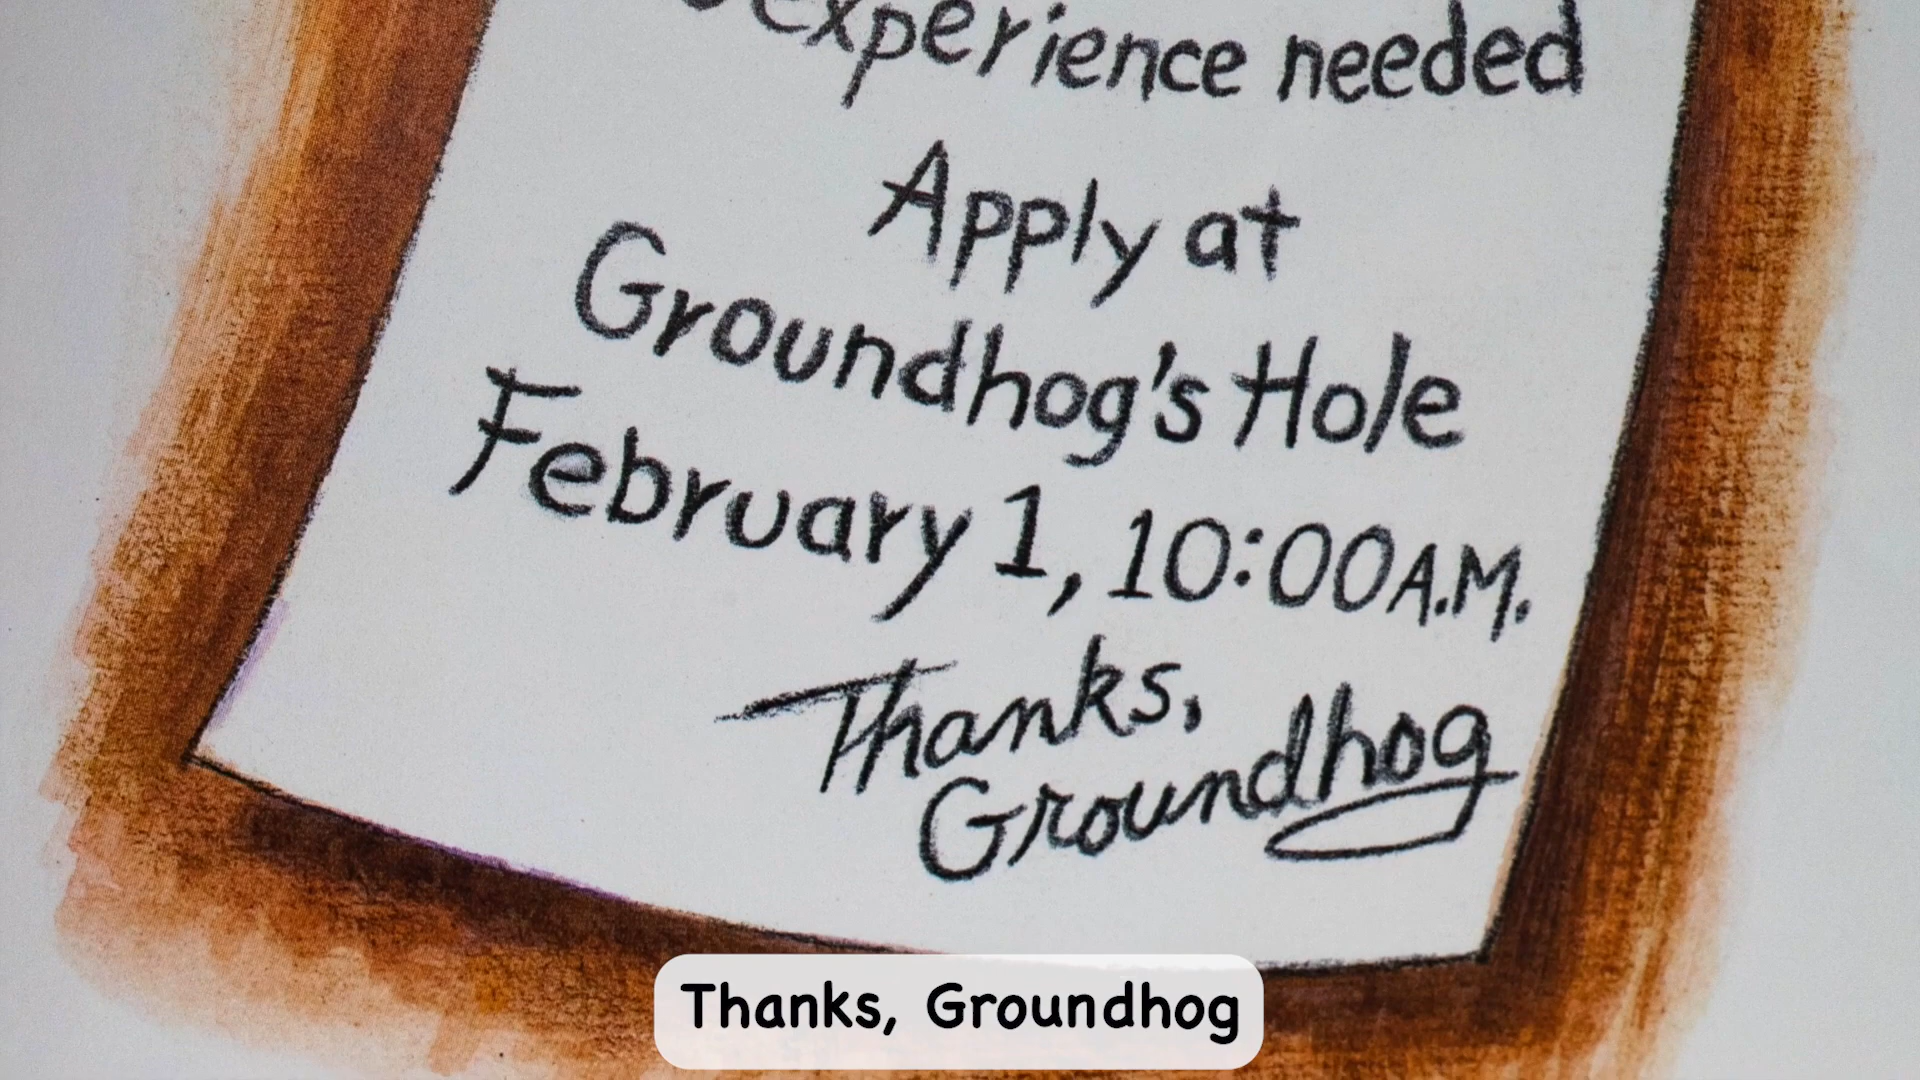 experience needed
Apply at
Groundhog's Hole
February 1, 10:00 A.M.
Thanks,
Groundhog
Thanks, Groundhog